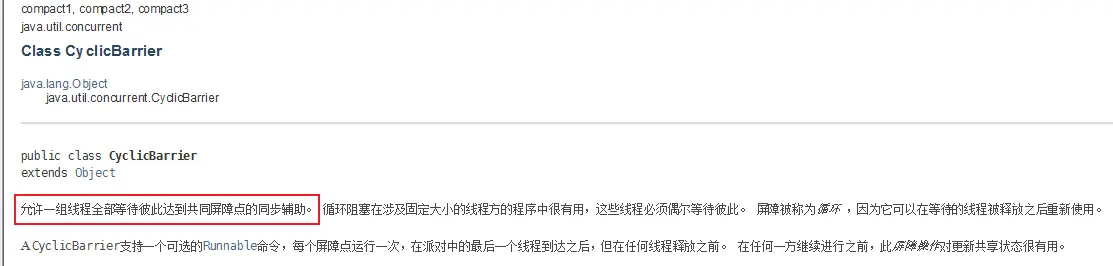 compact1, compact2, compact3
java.util.concurrent
Class CyclicBarrier
java.lang.Object
java.util.concurrent.CyclicBarrier
public class CyclicBarrier
extends Object
允许一组线程全部等待彼此达到共同屏障点的同步辅助。 循环阻塞在涉及固定大小的线程方的程序中很有用，这些线程必须偶尔等待彼此。 屏障被称为循环 ，因为它可以在等待的线程被释放之后重新使用。
A CyclicBarrier支持一个可选的Runnable命令，每个屏障点运行一次，在派对中的最后一个线程到达之后，但在任何线程释放之前。 在任何一方继续进行之前，此屏障操作对更新共享状态很有用。